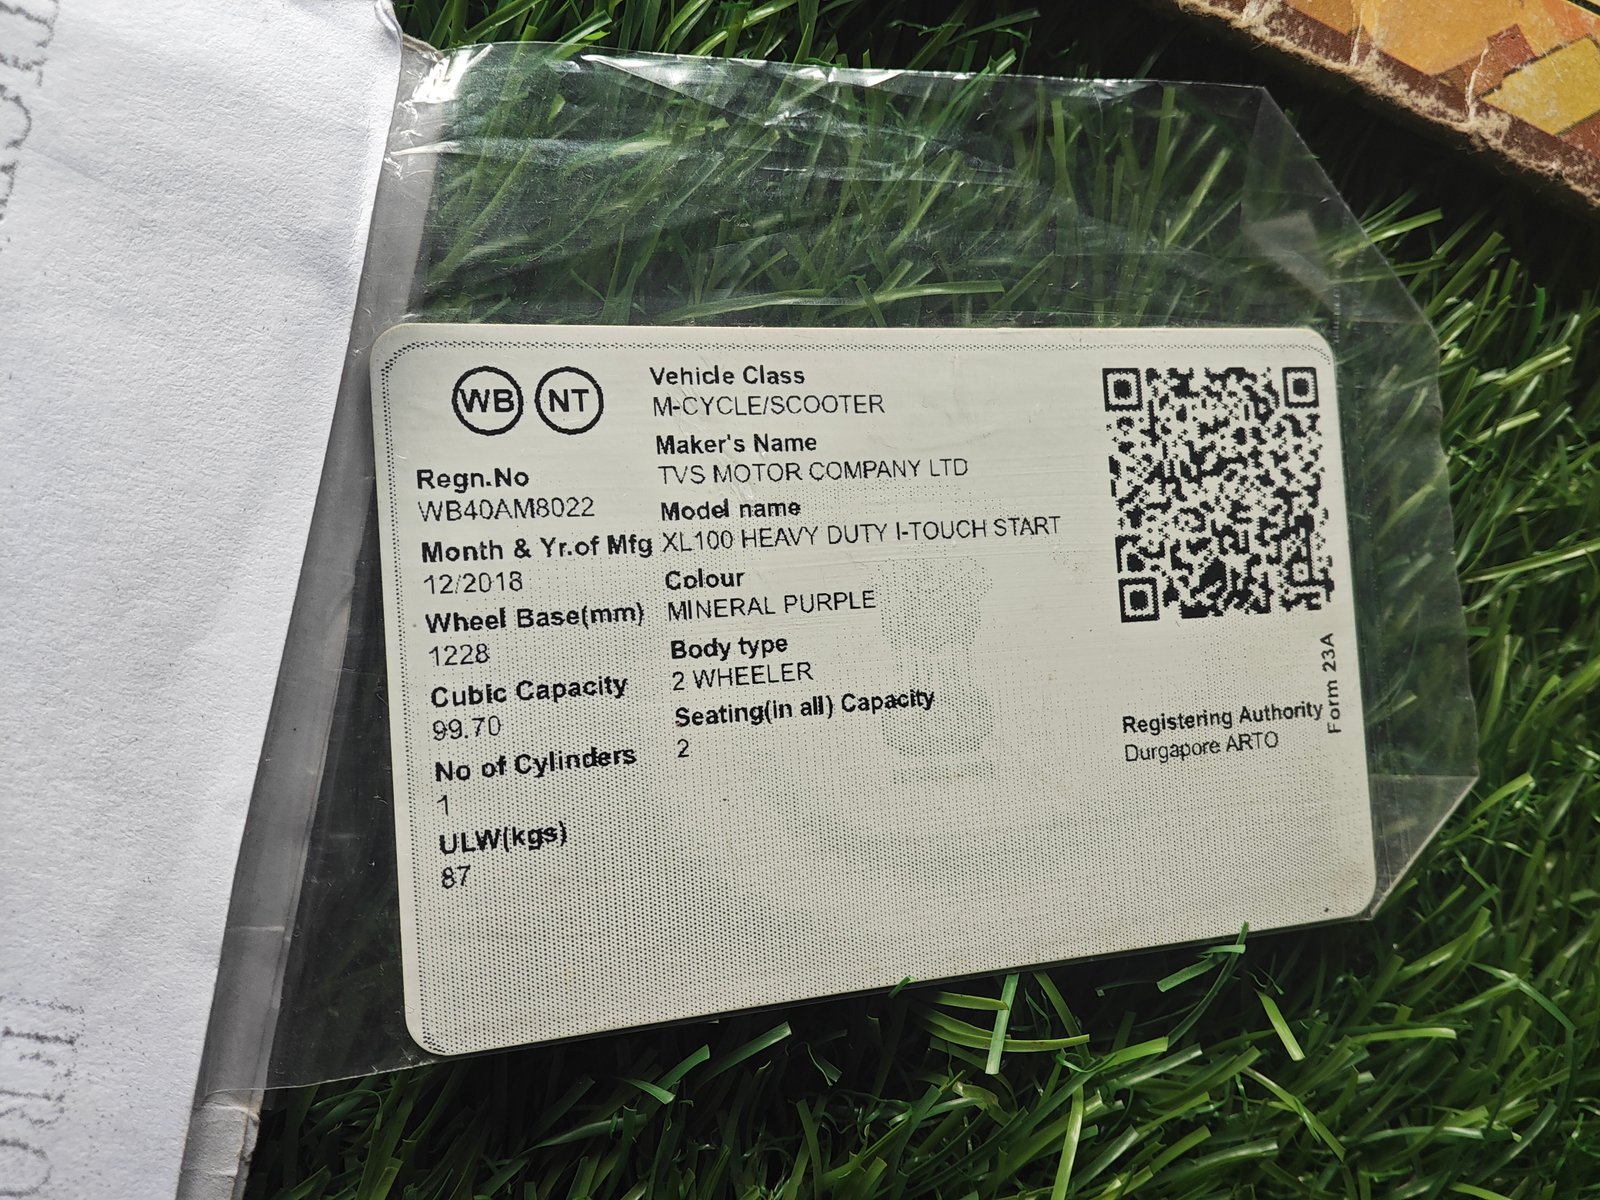 WB NT
Regn.No
WB40AM8022
Month & Yr.of Mfg
12/2018
Wheel Base(mm)
1228
Cubic Capacity
99.70
No of Cylinders
1
ULW(kgs)
87
Vehicle Class
M-CYCLE/SCOOTER
Maker's Name
TVS MOTOR COMPANY LTD
Model name
XL100 HEAVY DUTY I-TOUCH START
Colour
MINERAL PURPLE
Body type
2 WHEELER
Seating(in all) Capacity
2
Registering Authority
Durgapore ARTO
Form 23A